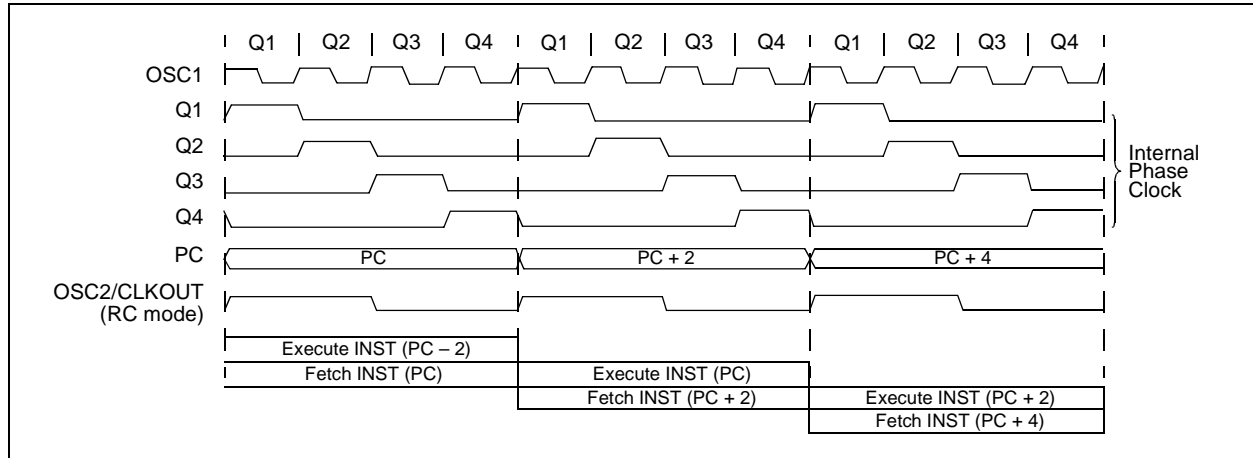 Q1 Q2 Q3 Q4 Q1 Q2 Q3 Q4 Q1 Q2 Q3 Q4
OSC1
Q1
Q2
Q3
Q4
Internal
Phase
Clock
PC PC PC + 2 PC + 4
OSC2/CLKOUT
(RC mode)
Execute INST (PC – 2)
Fetch INST (PC) Execute INST (PC)
Fetch INST (PC + 2) Execute INST (PC + 2)
Fetch INST (PC + 4)